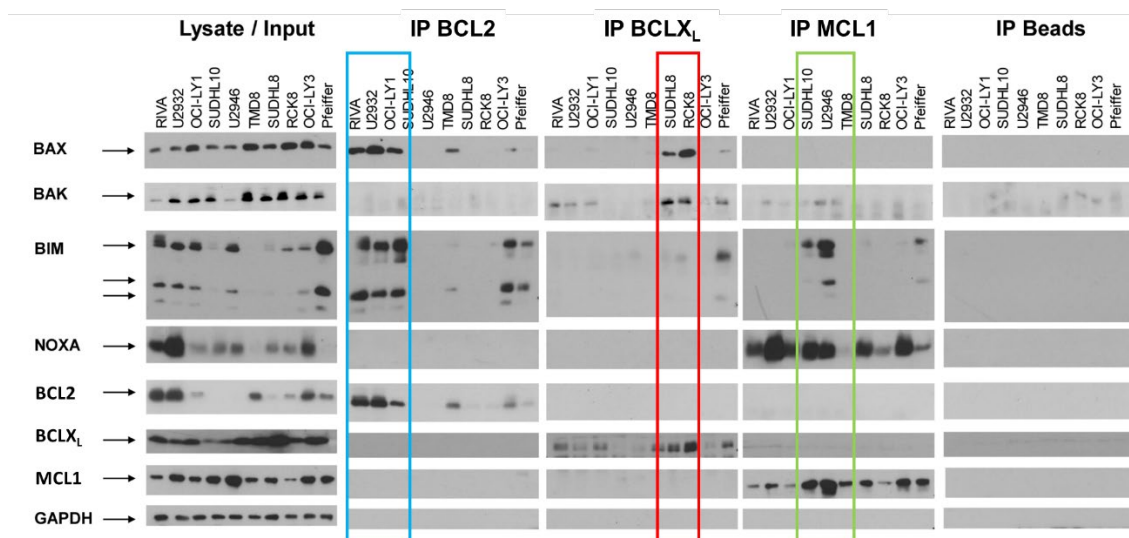 Lysate / Input IP BCL2 IP BCLXL IP MCL1 IP Beads
RIVA U2932 OCI-LY1 SUDHL10 U2946 TMD8 SUDHL8 RCK8 OCI-LY3 Pfeiffer
RIVA U2932 OCI-LY1 SUDHL10 U2946 TMD8 SUDHL8 RCK8 OCI-LY3 Pfeiffer
RIVA U2932 OCI-LY1 SUDHL10 U2946 TMD8 SUDHL8 RCK8 OCI-LY3 Pfeiffer
RIVA U2932 OCI-LY1 SUDHL10 U2946 TMD8 SUDHL8 RCK8 OCI-LY3 Pfeiffer
RIVA U2932 OCI-LY1 SUDHL10 U2946 TMD8 SUDHL8 RCK8 OCI-LY3 Pfeiffer
BAX
BAK
BIM
NOXA
BCL2
BCLXL
MCL1
GAPDH